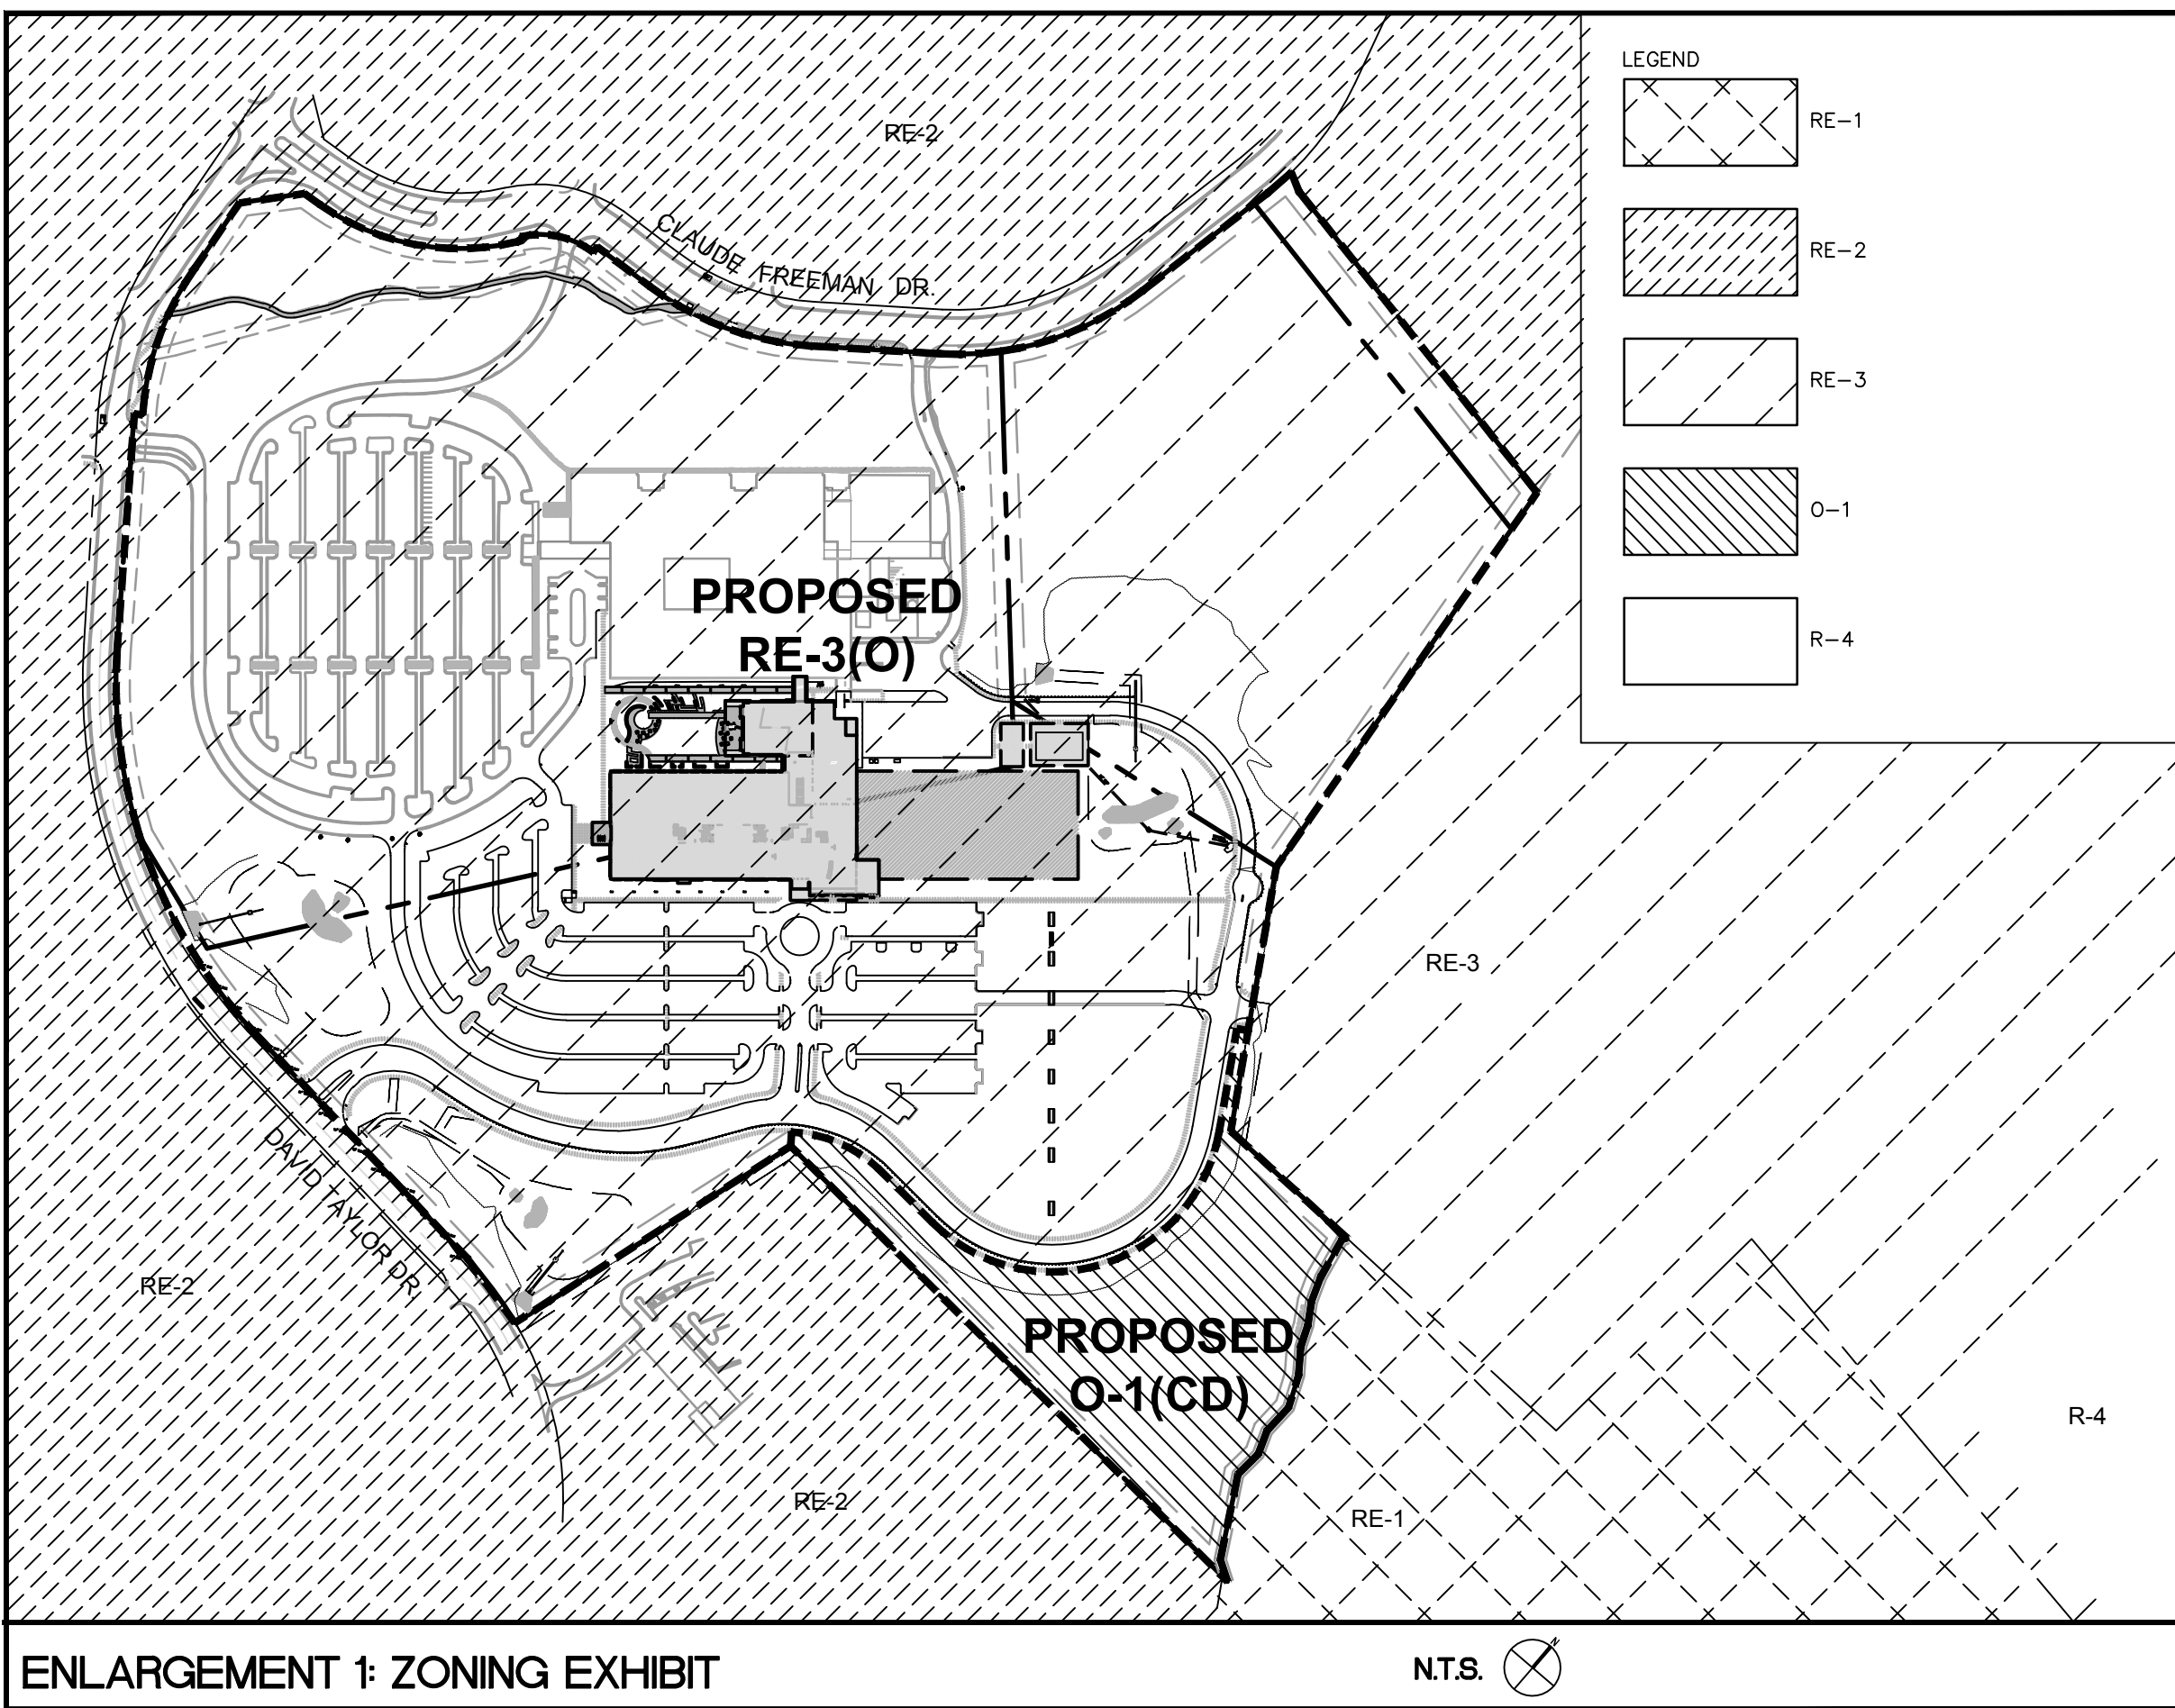 LEGEND
RE-1
RE-2
RE-3
O-1
R-4
RE-2
CLAUDE FREEMAN DR.
PROPOSED
RE-3(O)
RE-3
DAVID TAYLOR DR.
RE-2
PROPOSED
O-1(CD)
R-4
RE-2
RE-1
ENLARGEMENT 1: ZONING EXHIBIT
N.T.S.
N